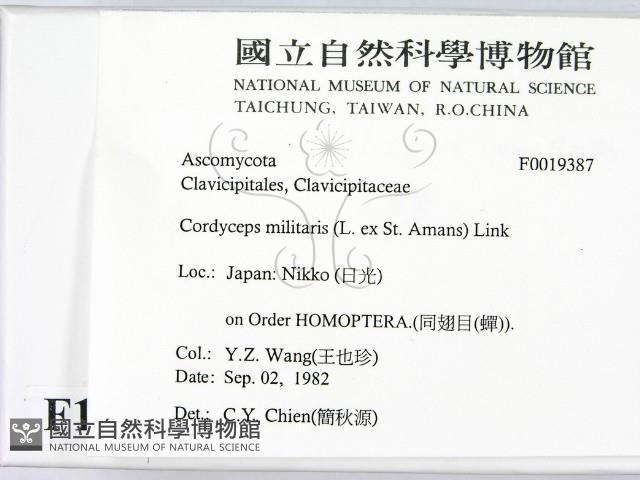 國立自然科學博物館
NATIONAL MUSEUM OF NATURAL SCIENCE
TAICHUNG, TAIWAN, R.O.CHINA
Ascomycota F0019387
Clavicipitales, Clavicipitaceae
Cordyceps militaris (L. ex St. Amans) Link
Loc.: Japan: Nikko (日光)
on Order HOMOPTERA.(同翅目(蟬)).
Col.: Y.Z. Wang(王也珍)
Date: Sep. 02, 1982
Det.: C.Y. Chien(簡秋源)
F1
國立自然科學博物館
NATIONAL MUSEUM OF NATURAL SCIENCE